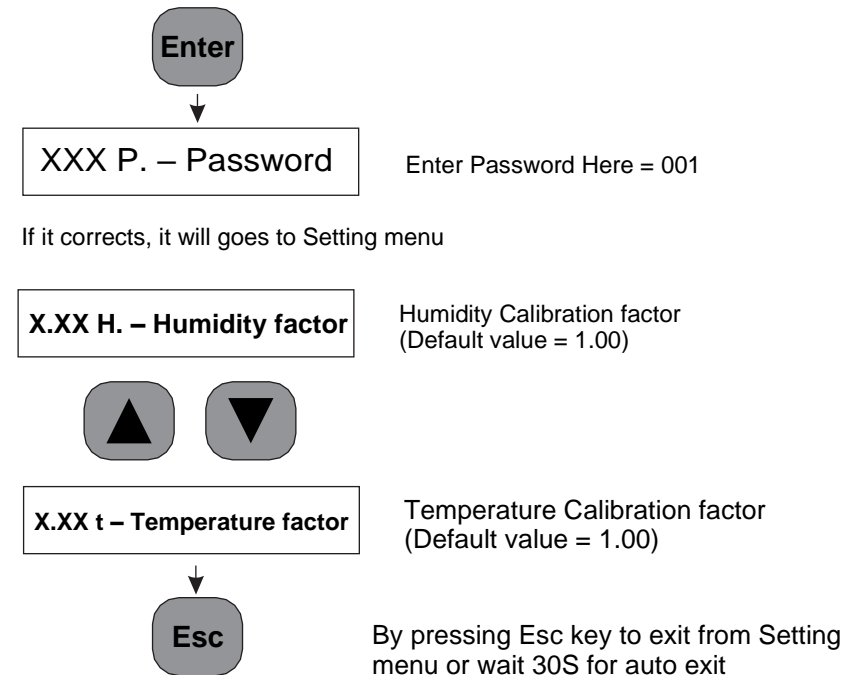 Enter
XXX P. – Password
Enter Password Here = 001
If it corrects, it will goes to Setting menu
X.XX H. – Humidity factor
Humidity Calibration factor
(Default value = 1.00)
X.XX t – Temperature factor
Temperature Calibration factor
(Default value = 1.00)
Esc
By pressing Esc key to exit from Setting
menu or wait 30S for auto exit